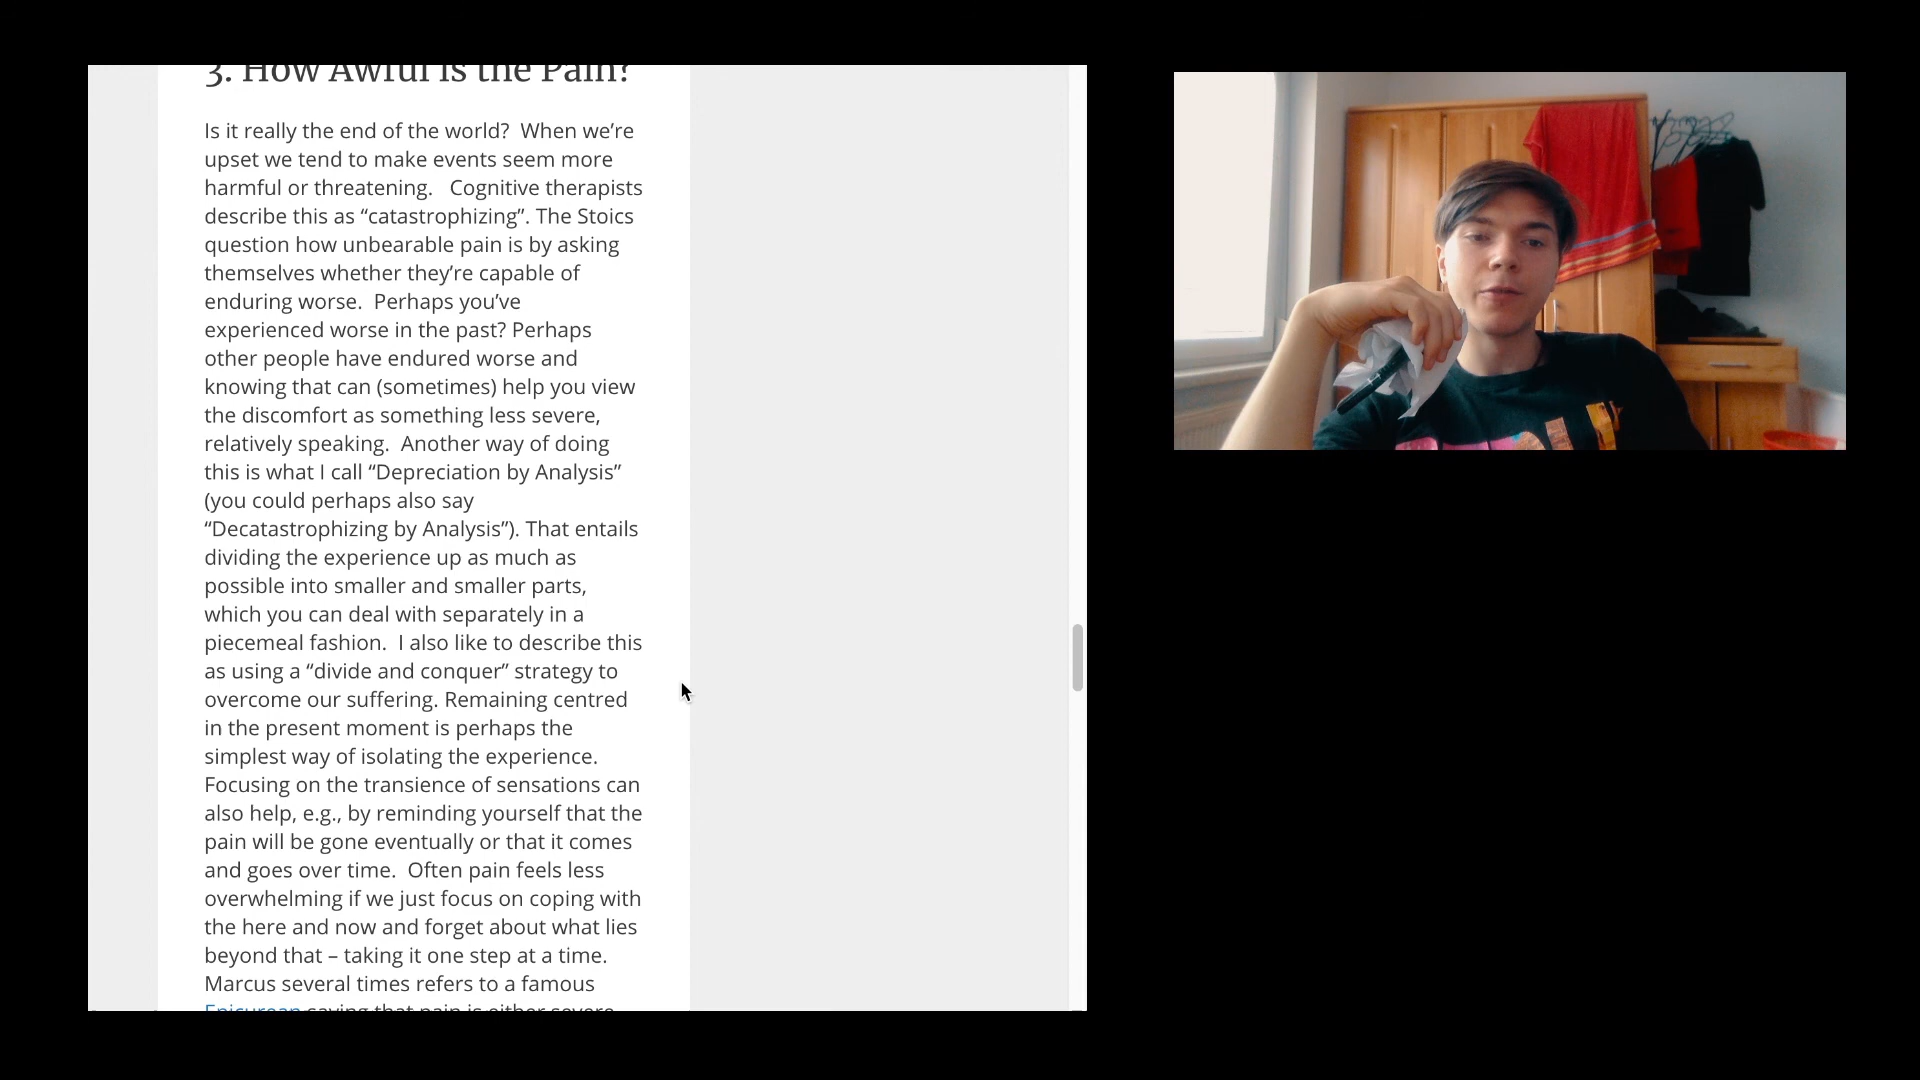 3. How Awful is the Pain?
Is it really the end of the world?  When we’re
upset we tend to make events seem more
harmful or threatening.   Cognitive therapists
describe this as “catastrophizing”. The Stoics
question how unbearable pain is by asking
themselves whether they’re capable of
enduring worse.  Perhaps you’ve
experienced worse in the past? Perhaps
other people have endured worse and
knowing that can (sometimes) help you view
the discomfort as something less severe,
relatively speaking.  Another way of doing
this is what I call “Depreciation by Analysis”
(you could perhaps also say
“Decatastrophizing by Analysis”). That entails
dividing the experience up as much as
possible into smaller and smaller parts,
which you can deal with separately in a
piecemeal fashion.  I also like to describe this
as using a “divide and conquer” strategy to
overcome our suffering. Remaining centred
in the present moment is perhaps the
simplest way of isolating the experience.
Focusing on the transience of sensations can
also help, e.g., by reminding yourself that the
pain will be gone eventually or that it comes
and goes over time.  Often pain feels less
overwhelming if we just focus on coping with
the here and now and forget about what lies
beyond that – taking it one step at a time.
Marcus several times refers to a famous
Epicurean saying that pain is either severe